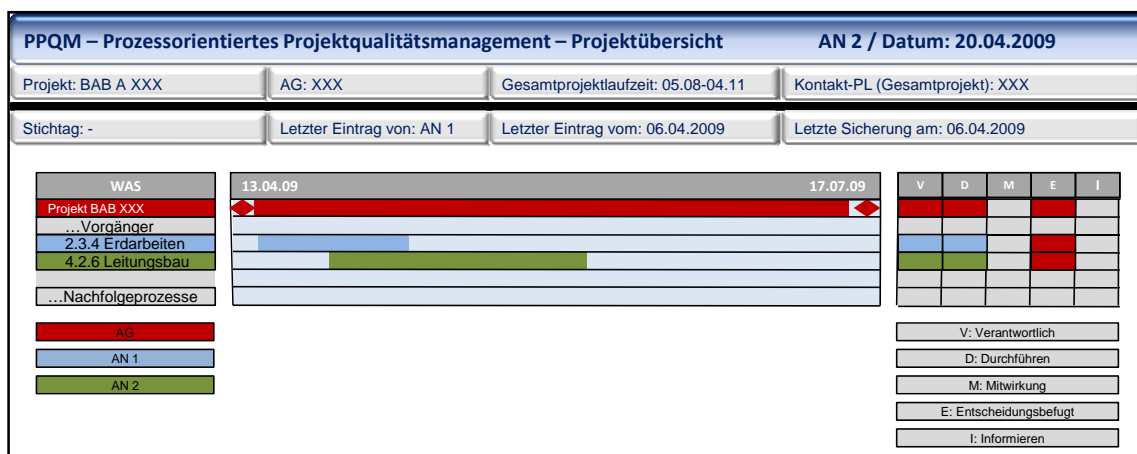 PPQM – Prozessorientiertes Projektqualitätsmanagement – Projektübersicht AN 2 / Datum: 20.04.2009
Projekt: BAB A XXX AG: XXX Gesamtprojektlaufzeit: 05.08-04.11 Kontakt-PL (Gesamtprojekt): XXX
Stichtag: - Letzter Eintrag von: AN 1 Letzter Eintrag vom: 06.04.2009 Letzte Sicherung am: 06.04.2009
WAS 13.04.09 17.07.09 V D M E I
Projekt BAB XXX
…Vorgänger
2.3.4 Erdarbeiten
4.2.6 Leitungsbau
…Nachfolgeprozesse
AG V: Verantwortlich
AN 1 D: Durchführen
AN 2 M: Mitwirkung
E: Entscheidungsbefugt
I: Informieren